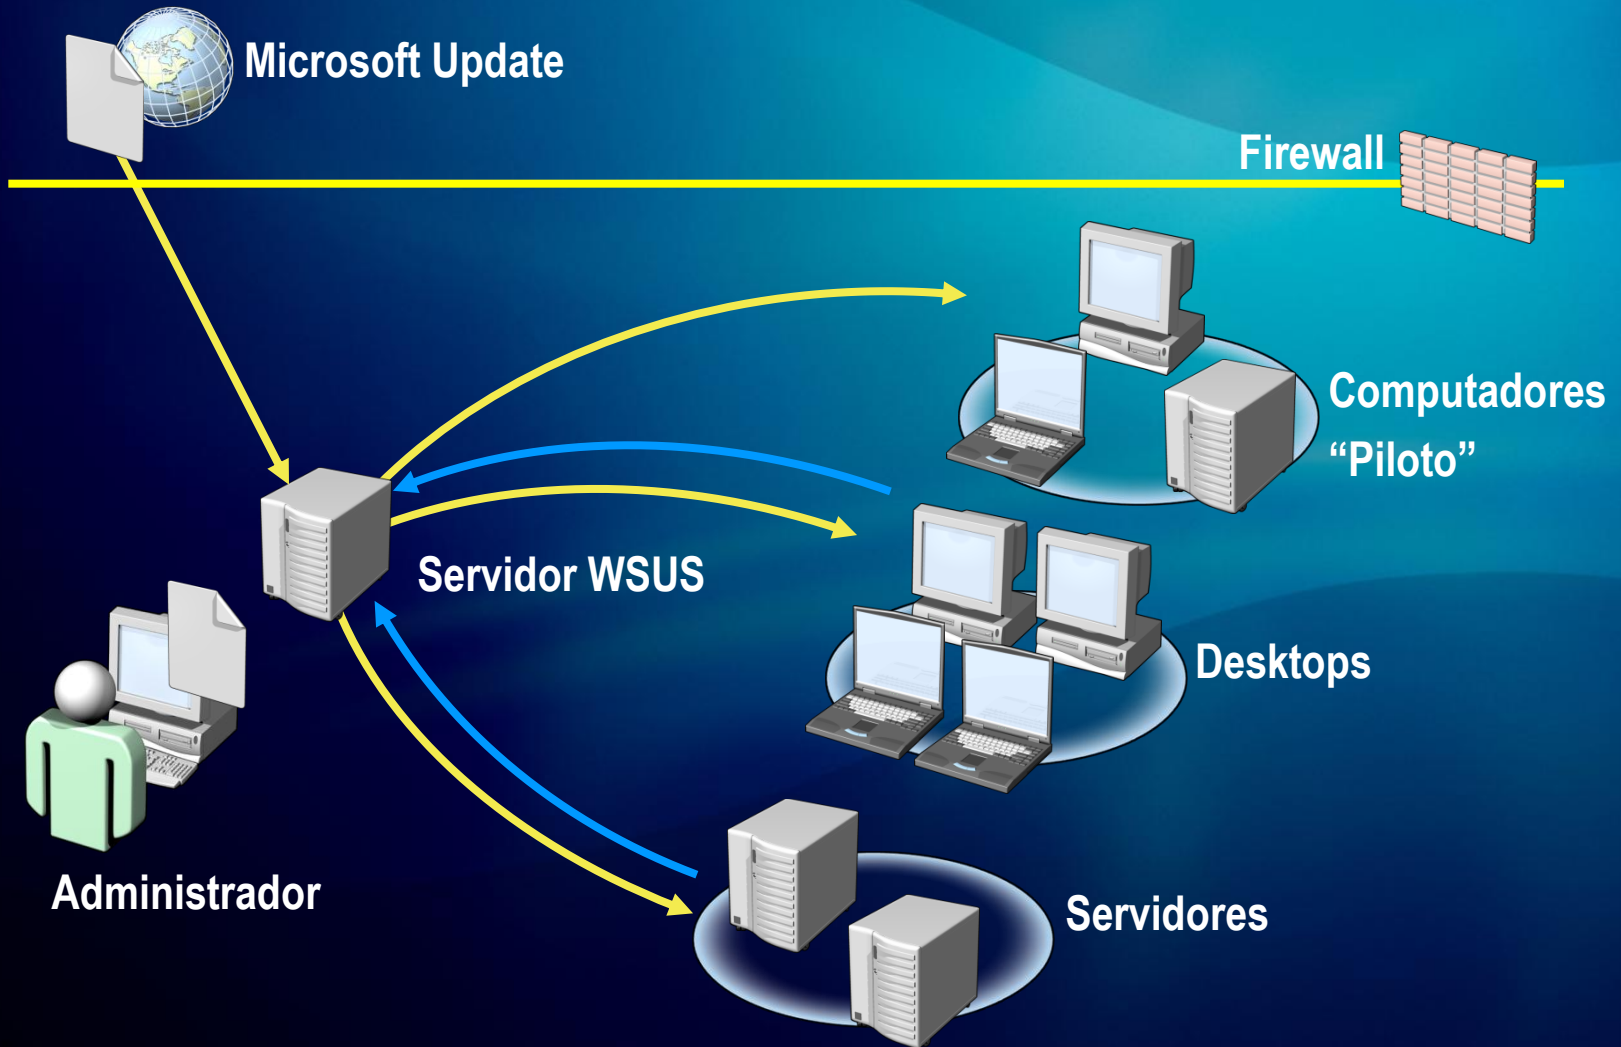 Microsoft Update
Firewall
Computadores
“Piloto”
Servidor WSUS
Desktops
Administrador
Servidores